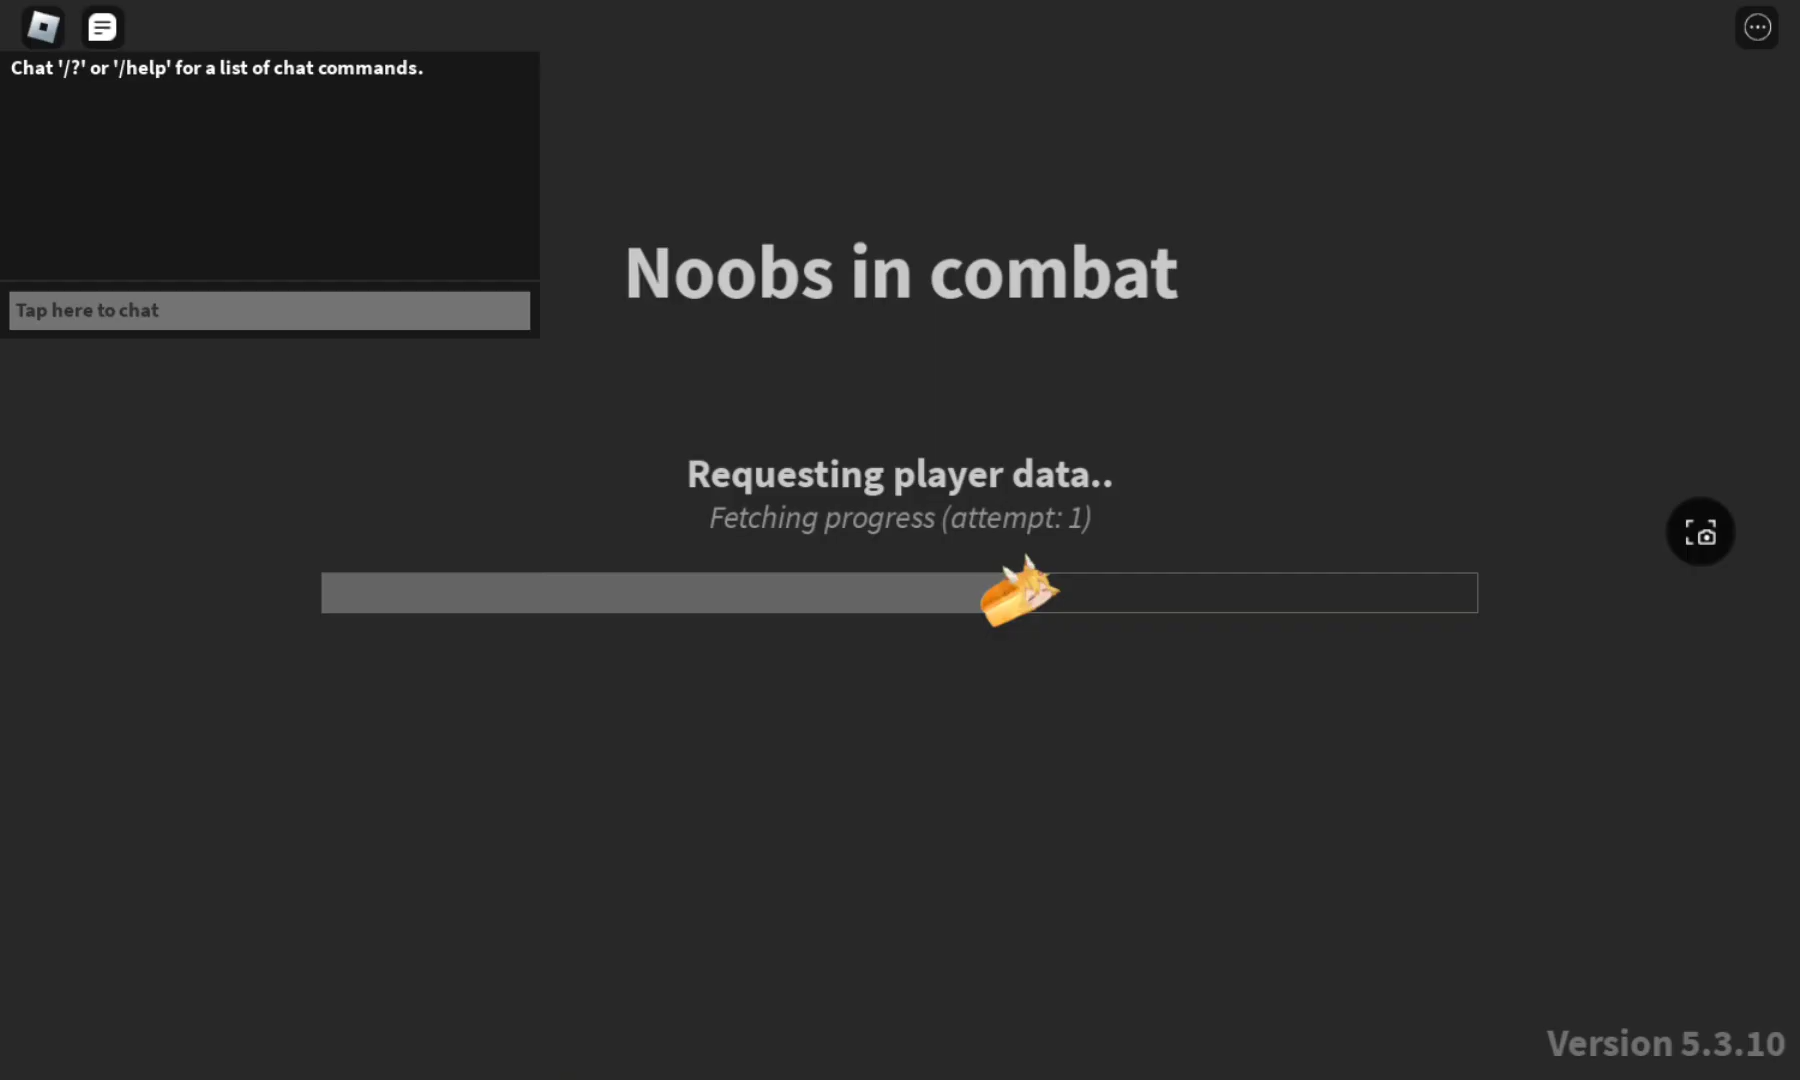 Chat '/?' or '/help' for a list of chat commands.
Tap here to chat
Noobs in combat
Requesting player data..
Fetching progress (attempt: 1)
Version 5.3.10